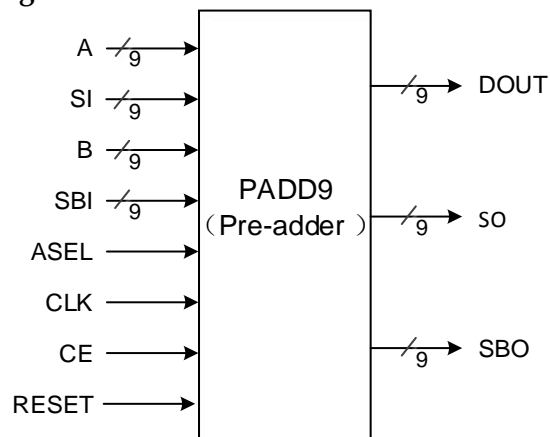 g
A
9
SI
9
B
9
SBI
9
ASEL
CLK
CE
RESET
PADD9
（Pre-adder ）
9
DOUT
9
SO
9
SBO